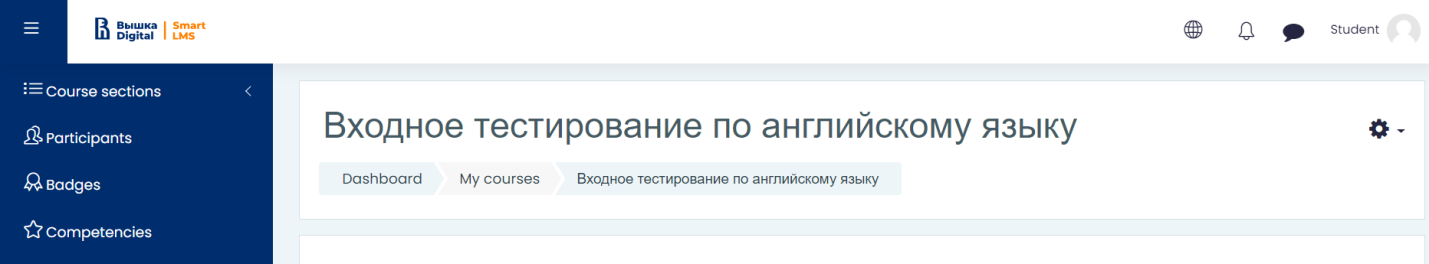 Вышка Digital
Smart LMS
Student
Course sections
Participants
Badges
Competencies
Входное тестирование по английскому языку
Dashboard
My courses
Входное тестирование по английскому языку